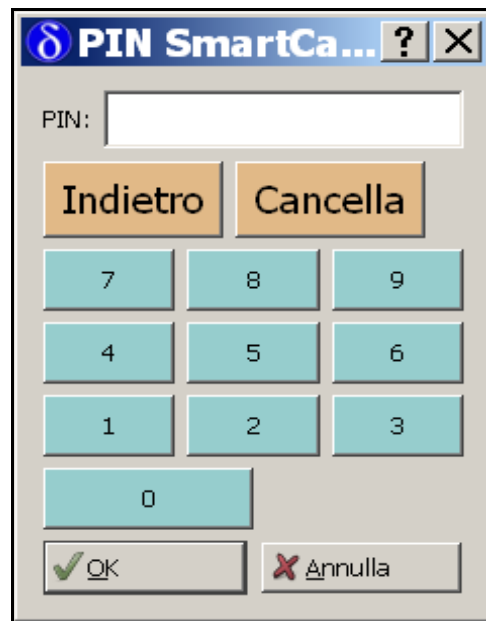 δ PIN SmartCa... ? X
PIN:
Indietro Cancella
7 8 9
4 5 6
1 2 3
0
OK Annulla